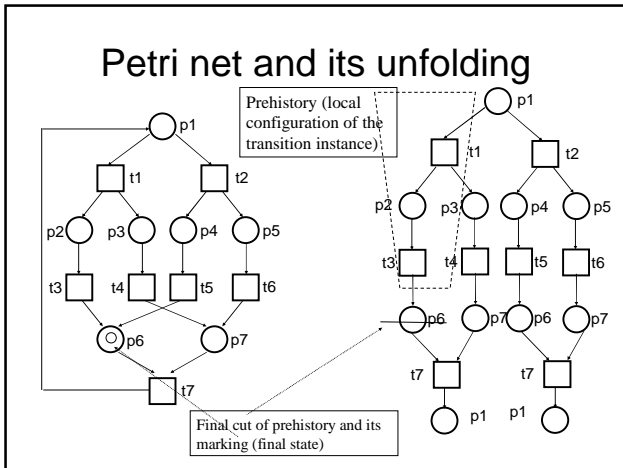 Petri net and its unfolding
Prehistory (local
configuration of the
transition instance)
p1
t1
t2
p2
p3
p4
p5
t3
t4
t5
t6
p6
p7
t7
p1
t1
t2
p2
p3
p4
p5
t3
t4
t5
t6
p6
p7
p6
p7
t7
t7
p1
p1
Final cut of prehistory and its
marking (final state)